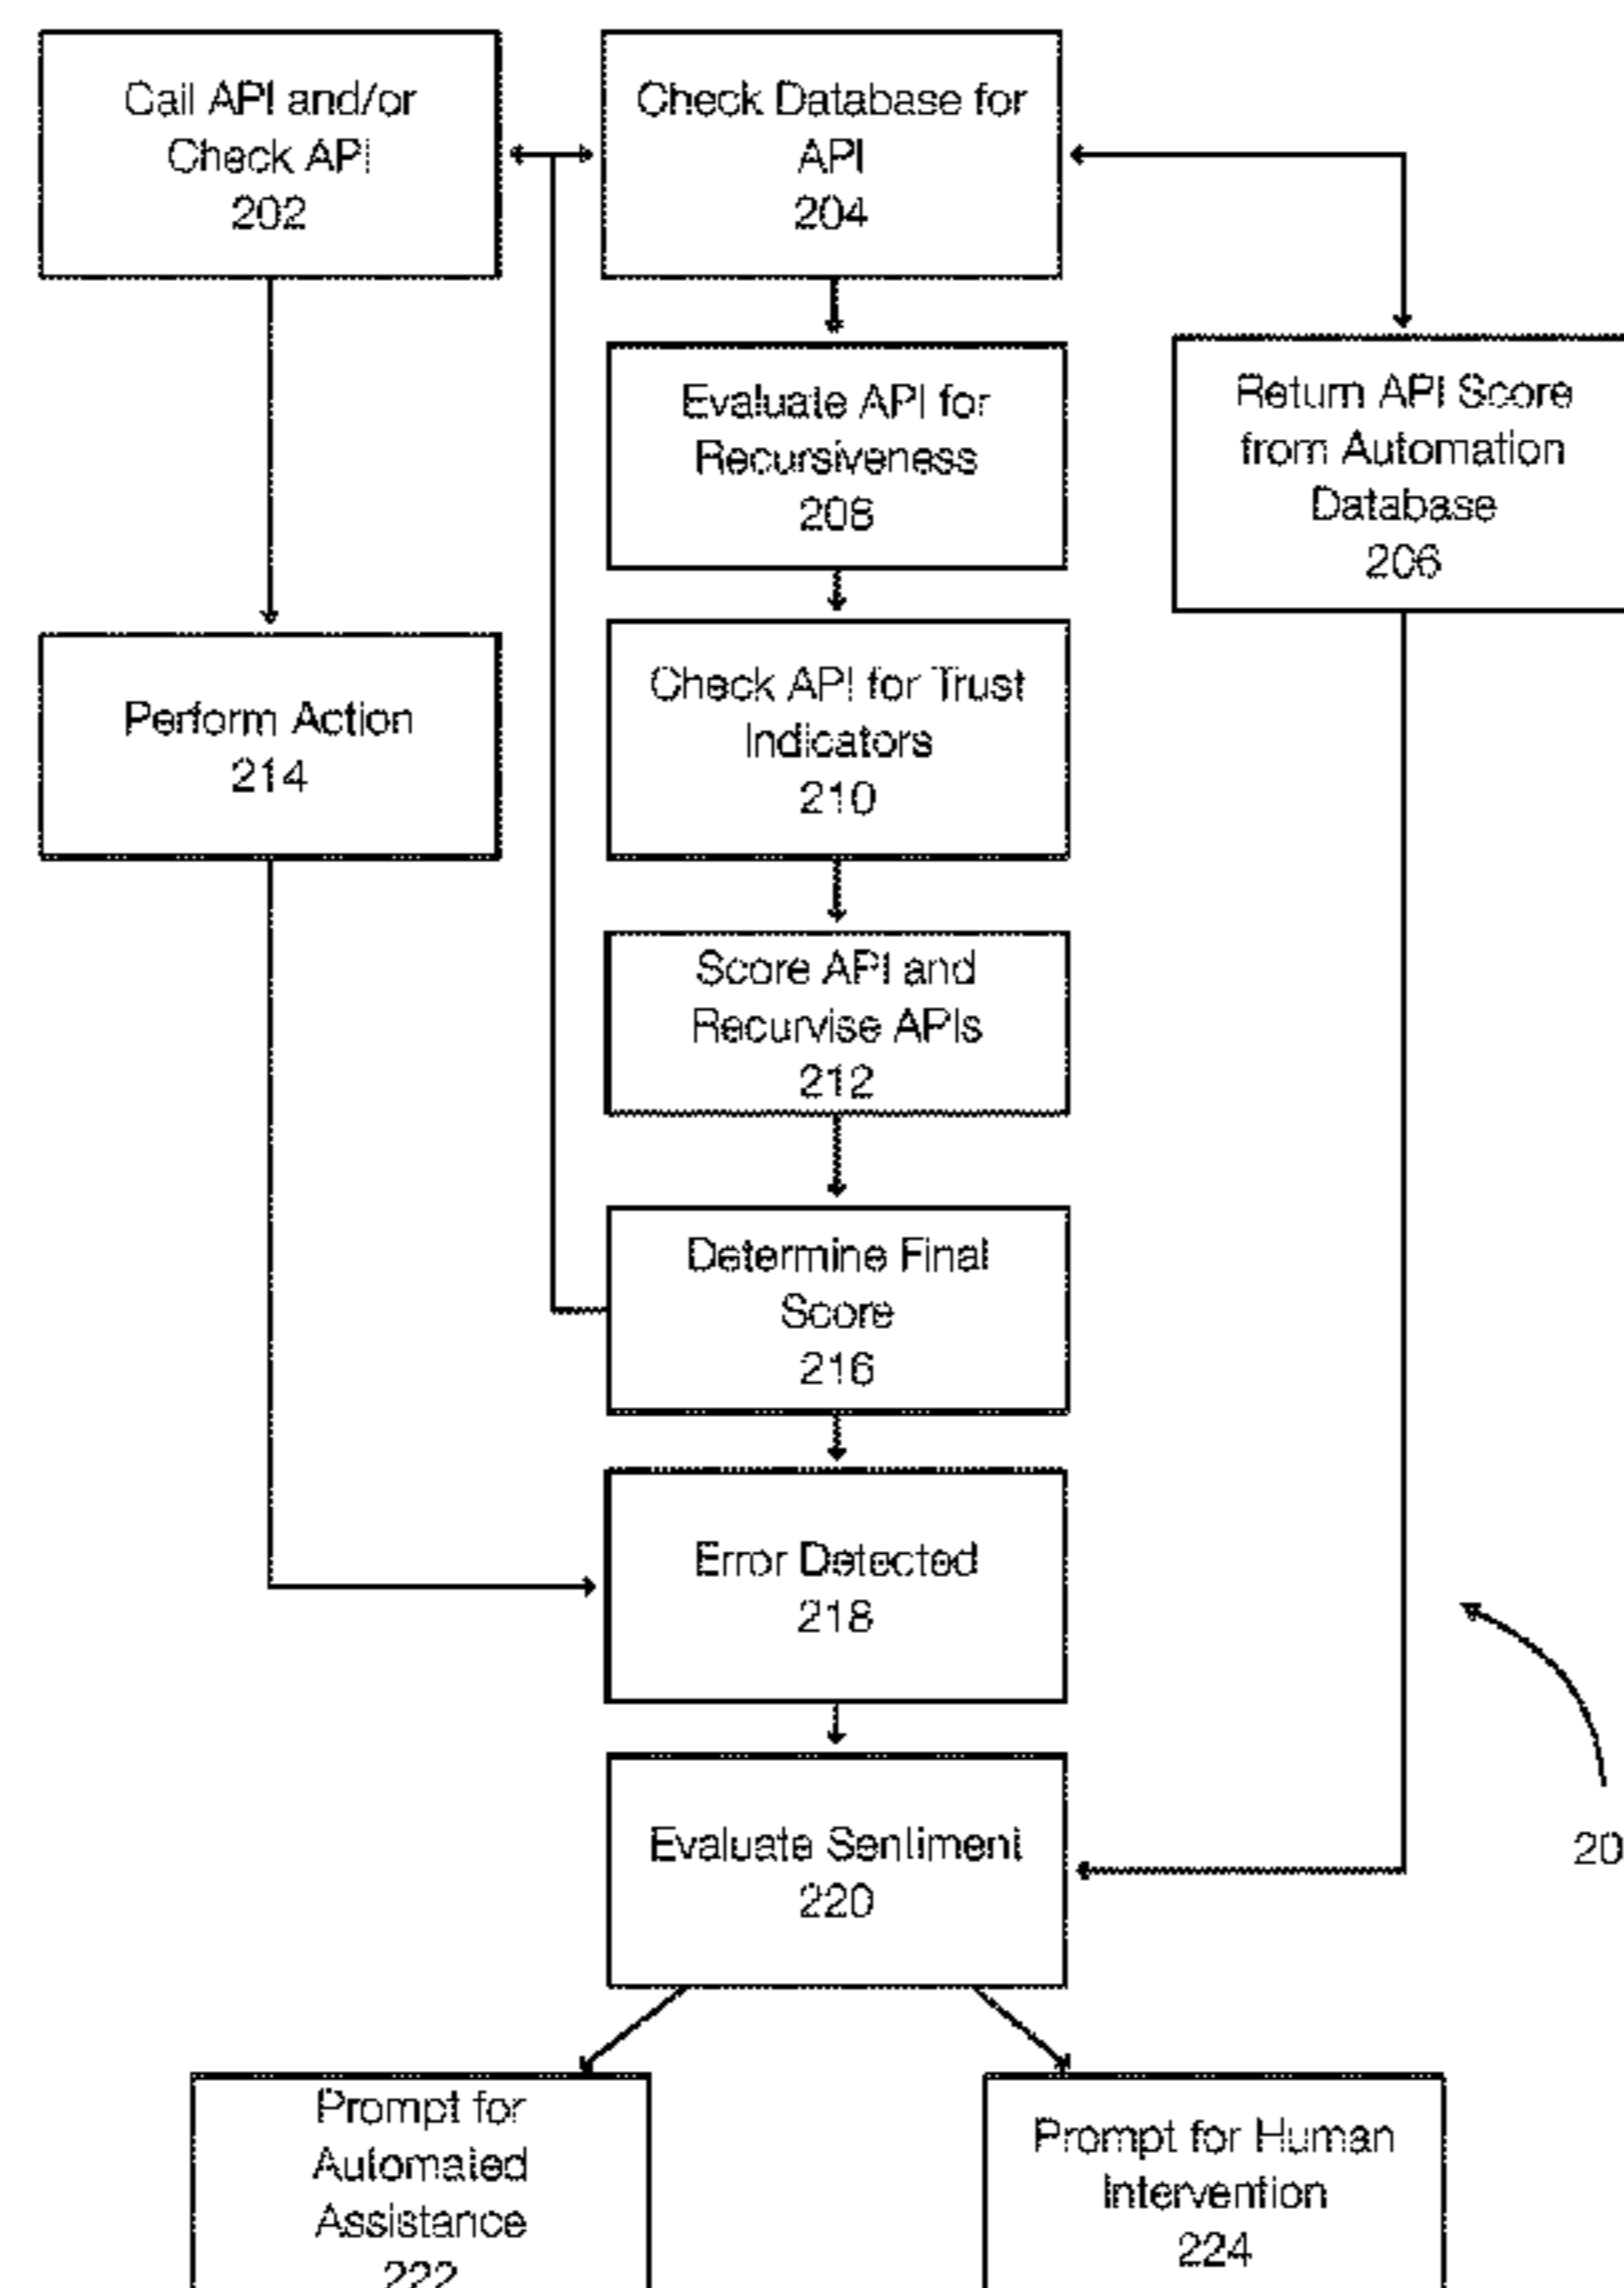 Call API and/or
Check API
202
Check Database for
API
204
Evaluate API for
Recursiveness
208
Return API Score
from Automation
Database
206
Perform Action
214
Check API for Trust
Indicators
210
Score API and
Recurvise APIs
212
Determine Final
Score
216
Error Detected
218
Evaluate Sentiment
220
20
Prompt for
Automated
Assistance
222
Prompt for Human
Intervention
224